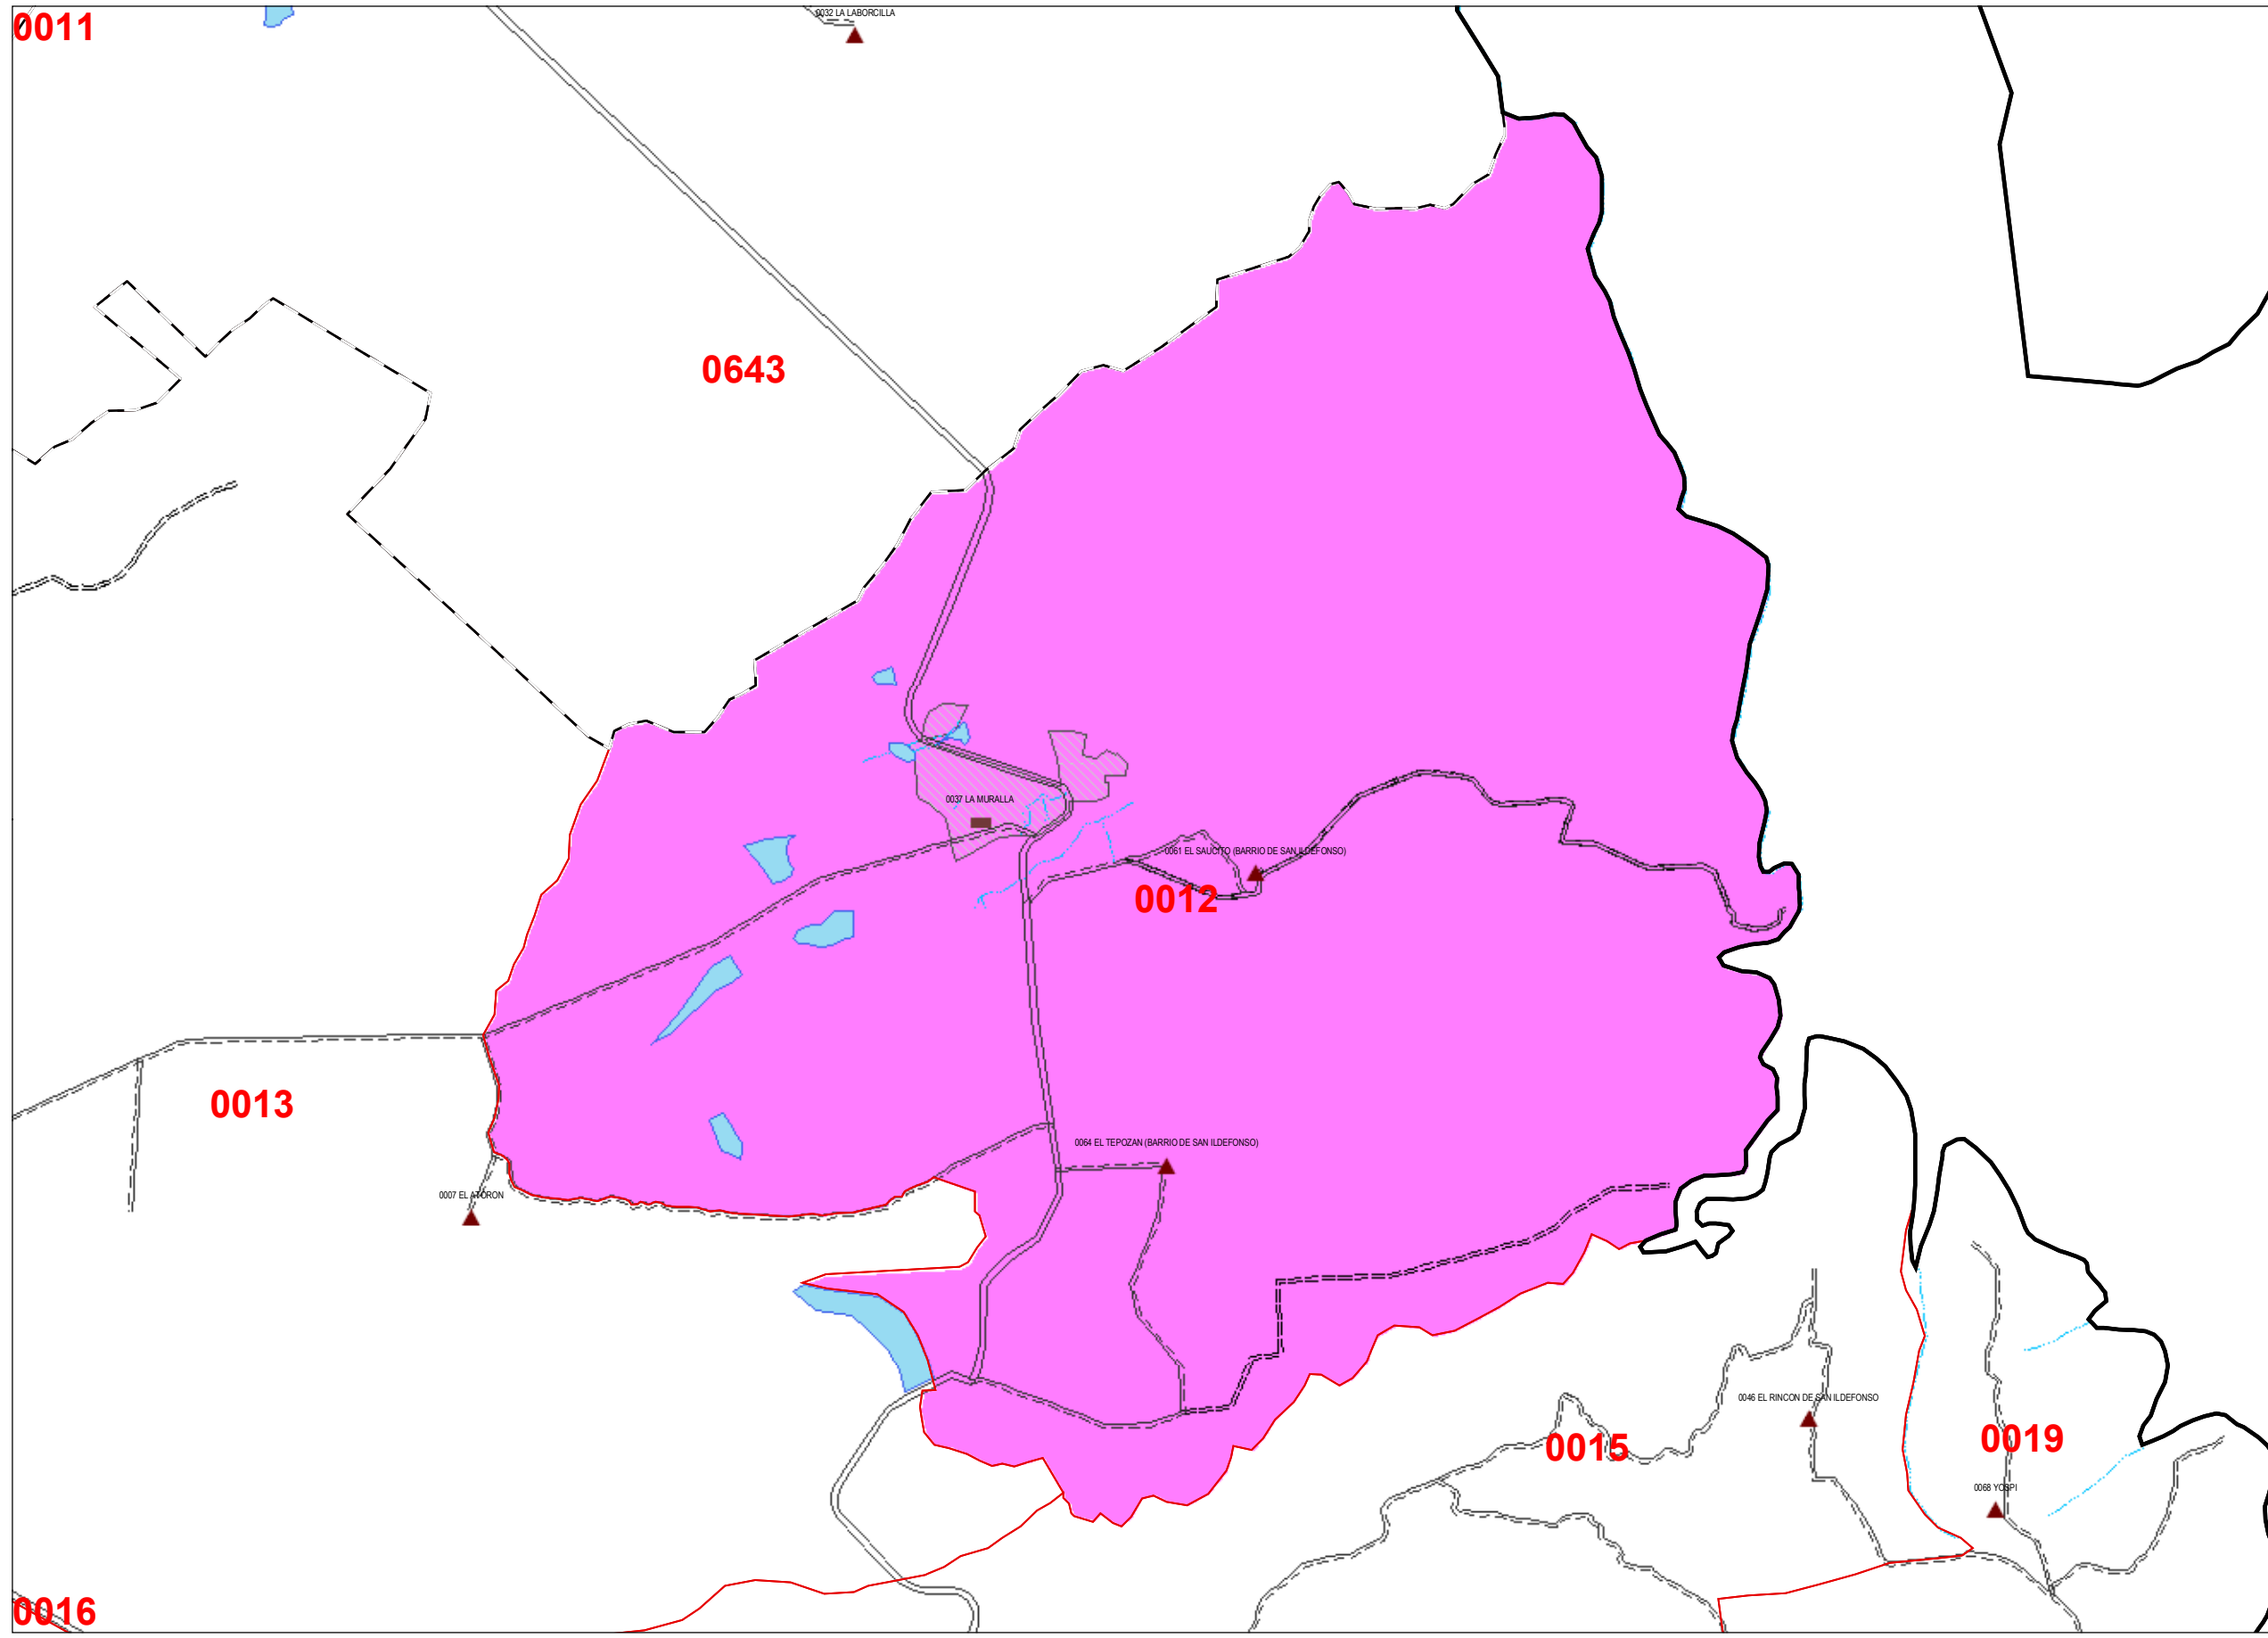 0032 LA LABORCILLA
0011
0643
0037 LA MURALLA
0061 EL SAUCITO (BARRIO DE SAN ILDEFONSO)
0012
0013
0064 EL TEPOZAN (BARRIO DE SAN ILDEFONSO)
0007 EL ATORON
0046 EL RINCON DE SAN ILDEFONSO
0015
0019
0068 YOSPI
0016